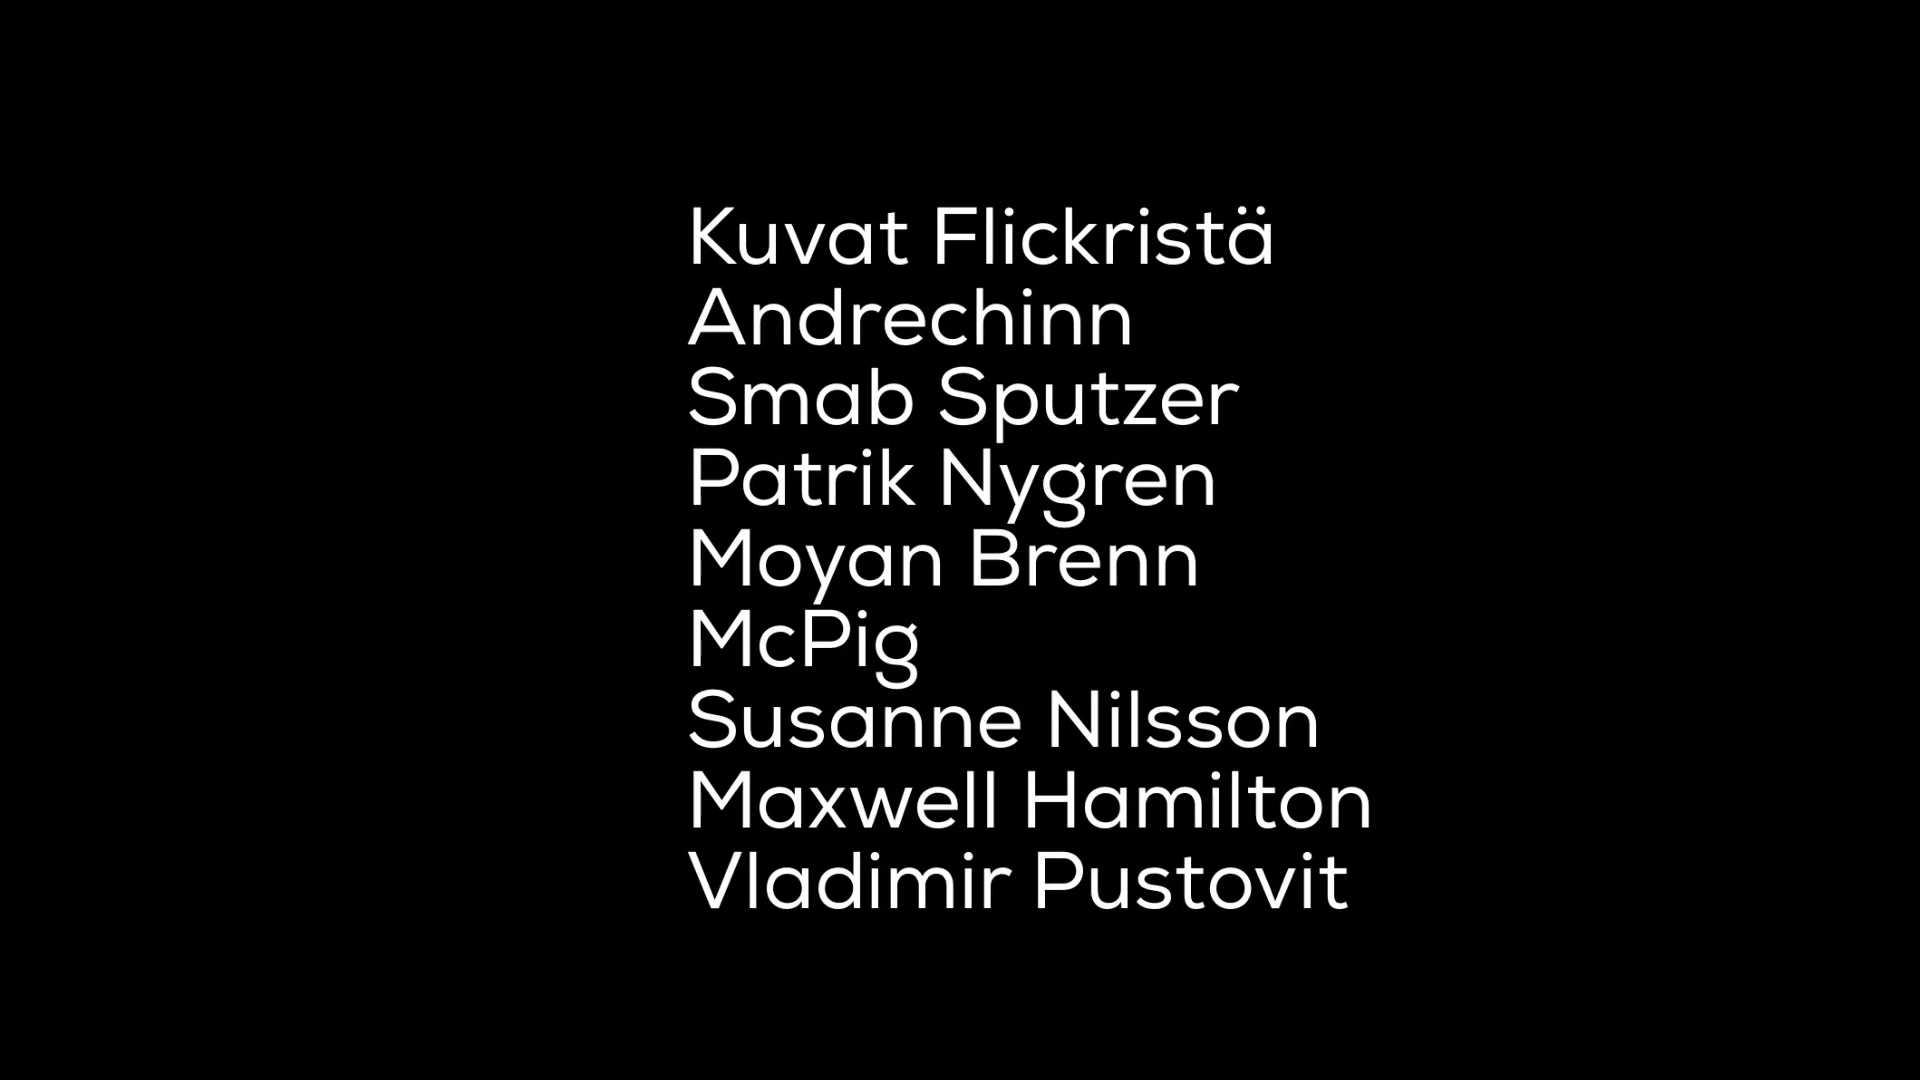 Kuvat Flickristä
Andrechinn
Smab Sputzer
Patrik Nygren
Moyan Brenn
McPig
Susanne Nilsson
Maxwell Hamilton
Vladimir Pustovit